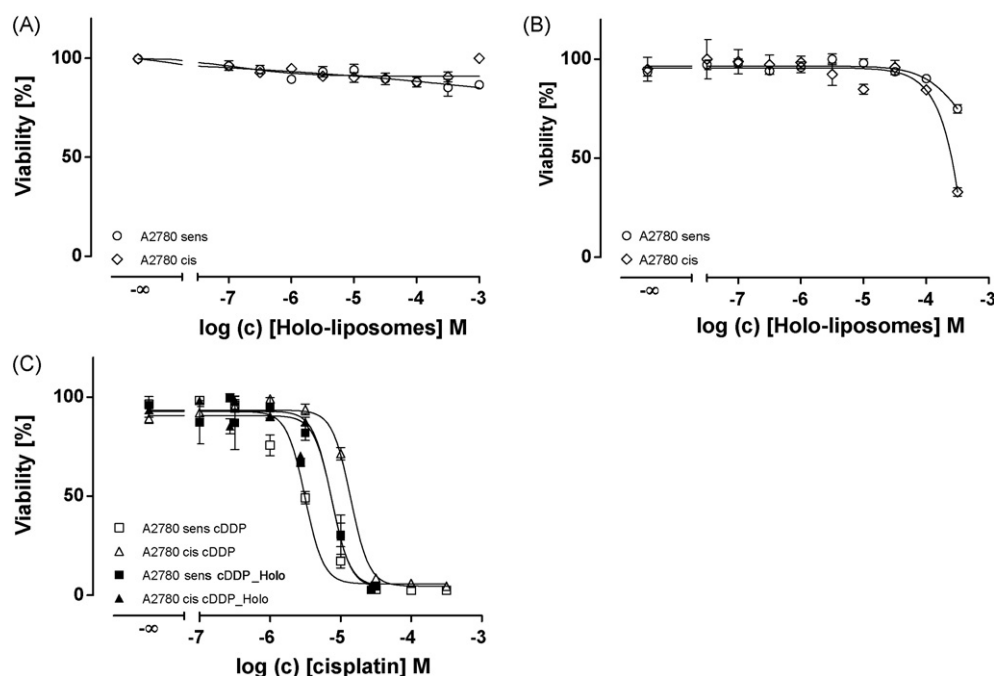 (A)
100
50
0
Viability [%]
A2780 sens
A2780 cis
-∞
-7
-6
-5
-4
-3
log (c) [Holo-liposomes] M
(B)
100
50
0
Viability [%]
A2780 sens
A2780 cis
-∞
-7
-6
-5
-4
-3
log (c) [Holo-liposomes] M
(C)
100
50
0
Viability [%]
A2780 sens cDDP
A2780 cis cDDP
A2780 sens cDDP_Holo
A2780 cis cDDP_Holo
-∞
-7
-6
-5
-4
-3
log (c) [cisplatin] M